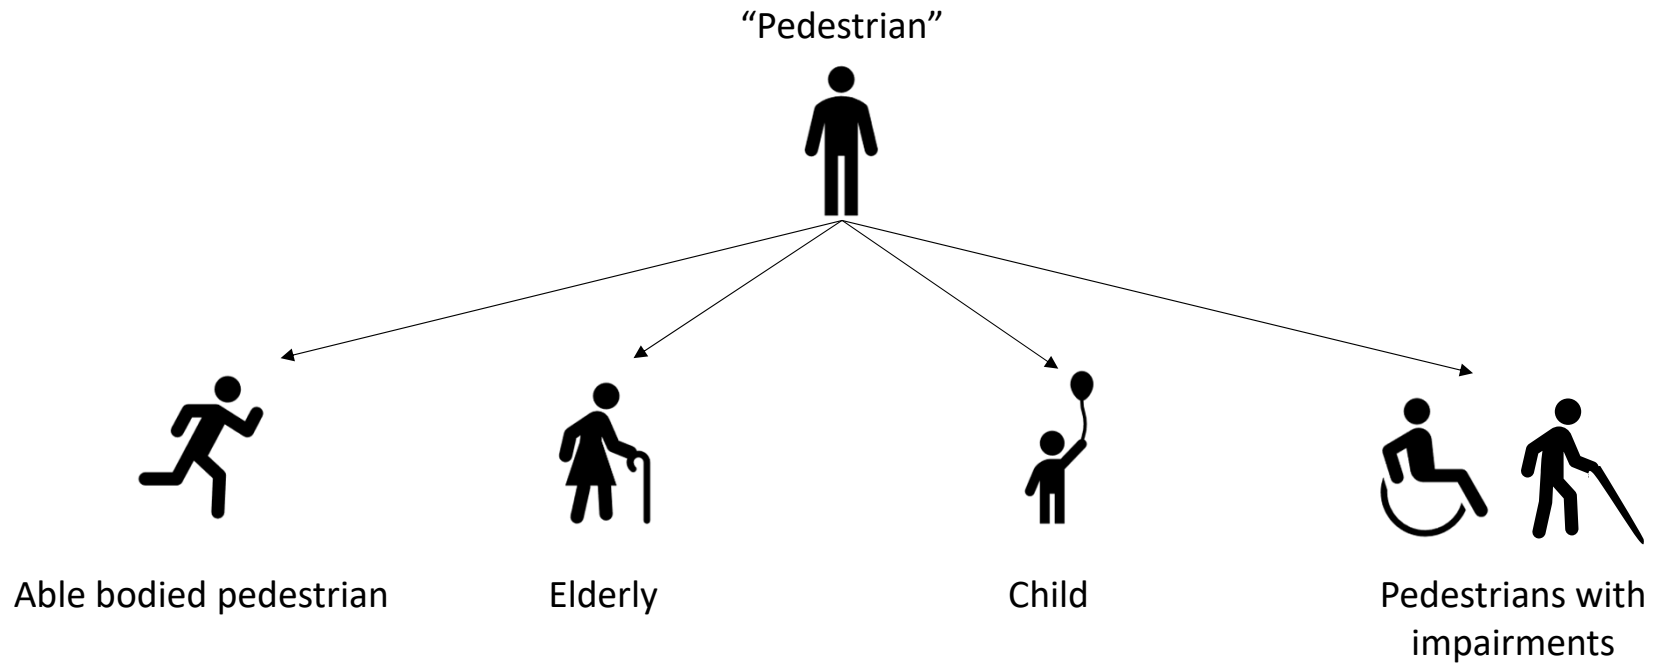 “Pedestrian”
Able bodied pedestrian
Elderly
Child
Pedestrians with
impairments